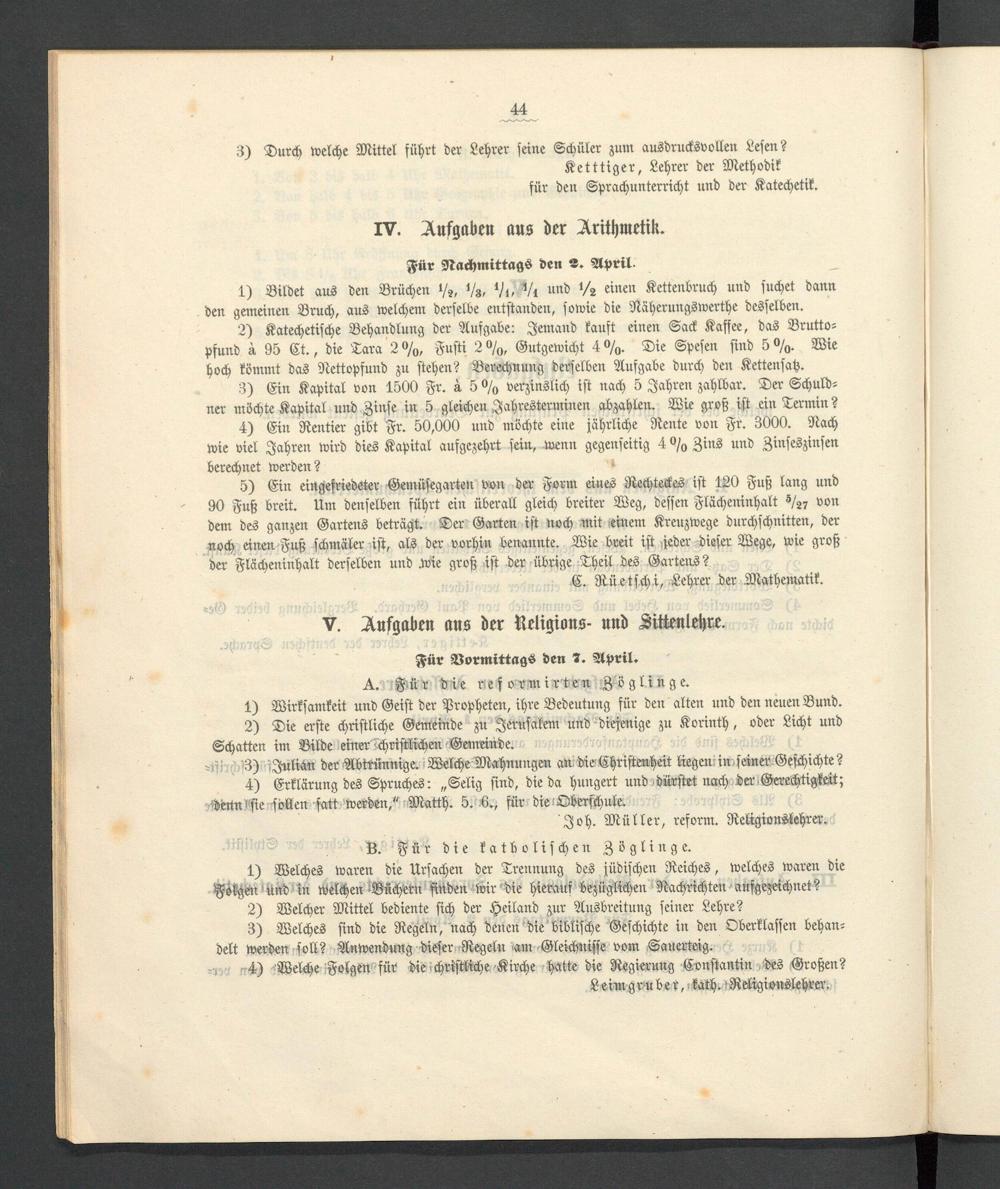 44
3) Durch welche Mittel führt der Lehrer seine Schüler zum ausdrucksvollen Lesen?
Ketttiger, Lehrer der Methodik
für den Sprachunterricht und der Katechetik.
IV. Aufgaben aus der Arithmetik.
Für Nachmittags den 2. April.
1) Bildet aus den Brüchen 1/2, 1/3, 1/1, 1/1 und 1/2 einen Kettenbruch und suchet dann
den gemeinen Bruch, aus welchem derselbe entstanden, sowie die Näherungswerthe desselben.
2) Katechetische Behandlung der Aufgabe: Jemand kauft einen Sack Kaffee, das Brutto-
pfund à 95 Ct., die Tara 2%, Fusti 2%, Gutgewicht 4%. Die Spesen sind 5%. Wie
hoch kömmt das Nettopfund zu stehen? Berechnung derselben Aufgabe durch den Kettensatz.
3) Ein Kapital von 1500 Fr. à 5% verzinslich ist nach 5 Jahren zahlbar. Der Schuld-
ner möchte Kapital und Zinse in 5 gleichen Jahresterminen abzahlen. Wie groß ist ein Termin?
4) Ein Rentier gibt Fr. 50,000 und möchte eine jährliche Rente von Fr. 3000. Nach
wie viel Jahren wird dies Kapital aufgezehrt sein, wenn gegenseitig 4% Zins und Zinseszinsen
berechnet werden?
5) Ein eingefriedeter Gemüsegarten von der Form eines Rechteckes ist 120 Fuß lang und
90 Fuß breit. Um denselben führt ein überall gleich breiter Weg, dessen Flächeninhalt 5/27 von
dem des ganzen Gartens beträgt. Der Garten ist noch mit einem Kreuzwege durchschnitten, der
noch einen Fuß schmäler ist, als der vorhin benannte. Wie breit ist jeder dieser Wege, wie groß
der Flächeninhalt derselben und wie groß ist der übrige Theil des Gartens?
C. Rüetschi, Lehrer der Mathematik.
V. Aufgaben aus der Religions- und Sittenlehre.
Für Vormittags den 7. April.
A. Für die reformirten Zöglinge.
1) Wirksamkeit und Geist der Propheten, ihre Bedeutung für den alten und den neuen Bund.
2) Die erste christliche Gemeinde zu Jerusalem und diejenige zu Korinth, oder Licht und
Schatten im Bilde einer christlichen Gemeinde.
3) Julian der Abtrünnige. Welche Mahnungen an die Christenheit liegen in seiner Geschichte?
4) Erklärung des Spruches: „Selig sind, die da hungert und dürstet nach der Gerechtigkeit;
denn sie sollen satt werden," Matth. 5. 6., für die Oberschule.
Joh. Müller, reform. Religionslehrer.
B. Für die katholischen Zöglinge.
1) Welches waren die Ursachen der Trennung des jüdischen Reiches, welches waren die
Folgen und in welchen Büchern finden wir die hierauf bezüglichen Nachrichten aufgezeichnet?
2) Welcher Mittel bediente sich der Heiland zur Ausbreitung seiner Lehre?
3) Welches sind die Regeln, nach denen die biblische Geschichte in den Oberklassen behan-
delt werden soll? Anwendung dieser Regeln am Gleichnisse vom Sauerteig.
4) Welche Folgen für die christliche Kirche hatte die Regierung Constantin des Großen?
Leimgruber, kath. Religionslehrer.